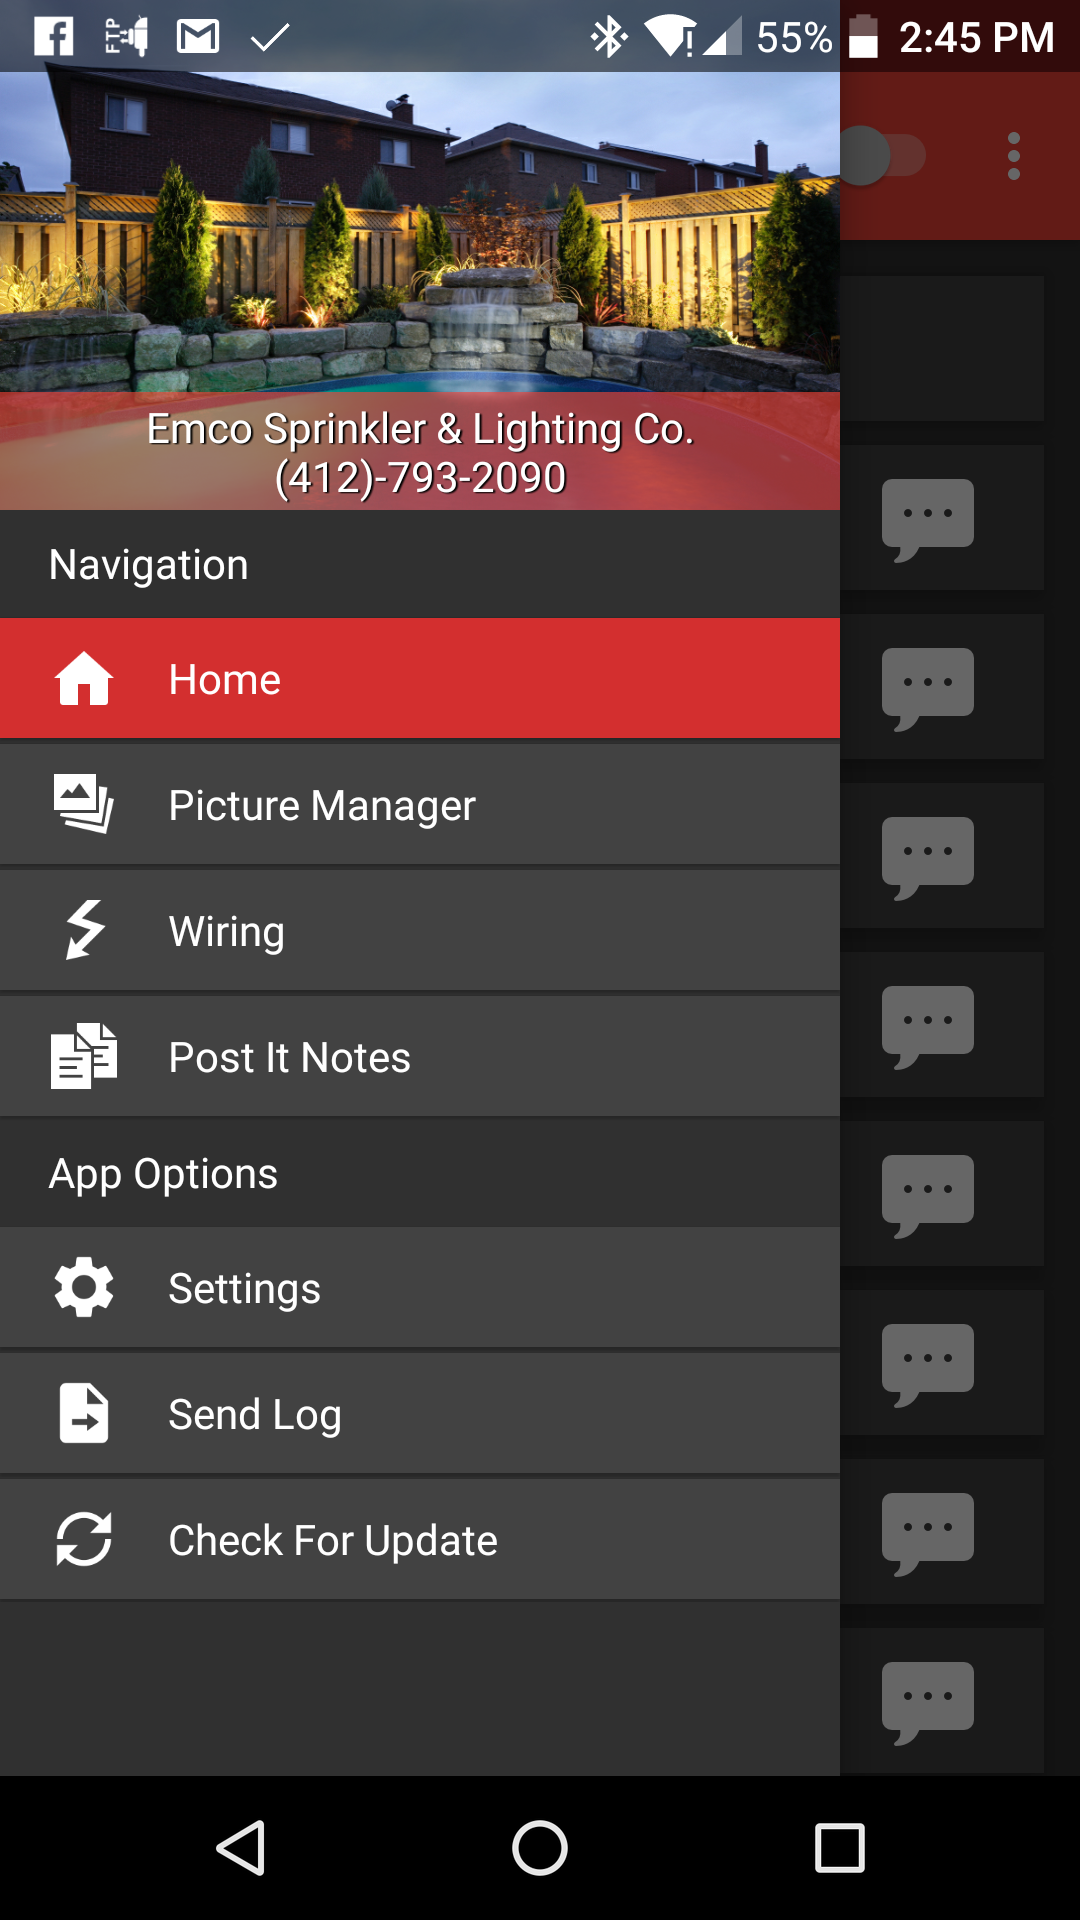 FTP 55% 2:45 PM
Emco Sprinkler & Lighting Co.
(412)-793-2090
Navigation
Home
Picture Manager
Wiring
Post It Notes
App Options
Settings
Send Log
Check For Update